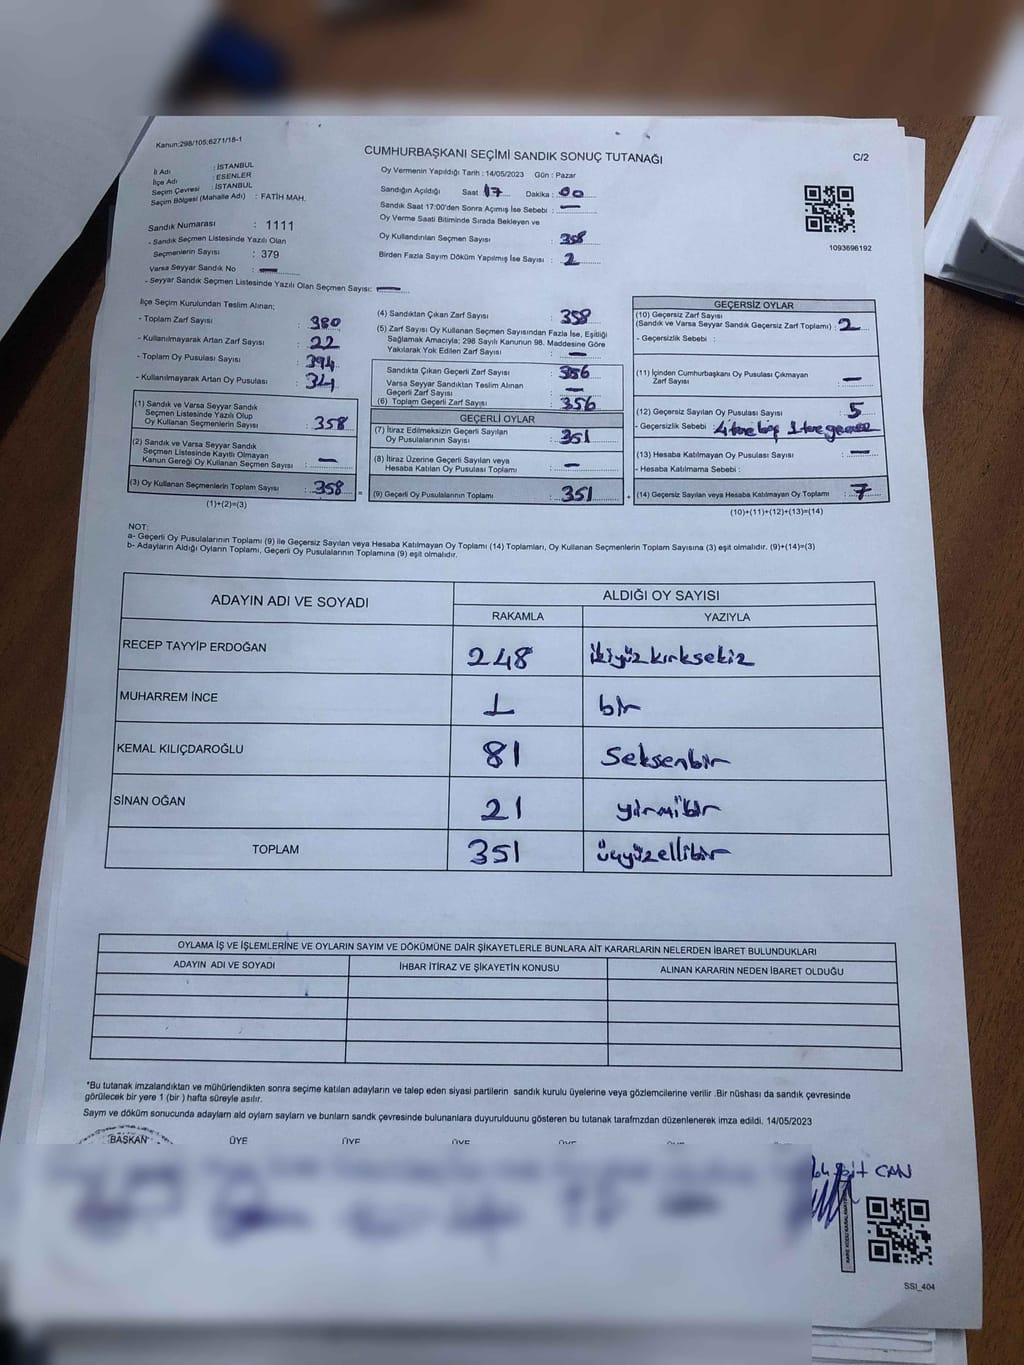 Kanun:298/105;6271/18-1
CUMHURBAŞKANI SEÇİMİ SANDIK SONUÇ TUTANAĞI
C/2
İl Adı : İSTANBUL
İlçe Adı : ESENLER
Seçim Çevresi : İSTANBUL
Seçim Bölgesi (Mahalle Adı) : FATİH MAH.
Sandık Numarası : 1111
- Sandık Seçmen Listesinde Yazılı Olan
Seçmenlerin Sayısı : 379
Varsa Seyyar Sandık No : —
- Seyyar Sandık Seçmen Listesinde Yazılı Olan Seçmen Sayısı: —
Oy Vermenin Yapıldığı Tarih : 14/05/2023 Gün : Pazar
Sandığın Açıldığı Saat : 17 Dakika : 00
Sandık Saat 17:00'den Sonra Açımış İse Sebebi : —
Oy Verme Saati Bitiminde Sırada Bekleyen ve
Oy Kullandırılan Seçmen Sayısı : 358
Birden Fazla Sayım Döküm Yapılmış İse Sayısı : 2
1093696192
İlçe Seçim Kurulundan Teslim Alınan;
- Toplam Zarf Sayısı : 380
- Kullanılmayarak Artan Zarf Sayısı : 22
- Toplam Oy Pusulası Sayısı : 394
- Kullanılmayarak Artan Oy Pusulası : 34
(1) Sandık ve Varsa Seyyar Sandık
Seçmen Listesinde Yazılı Olup
Oy Kullanan Seçmenlerin Sayısı : 358
(2) Sandık ve Varsa Seyyar Sandık
Seçmen Listesinde Kayıtlı Olmayan
Kanun Gereği Oy Kullanan Seçmen Sayısı : —
(3) Oy Kullanan Seçmenlerin Toplam Sayısı : 358
(1)+(2)=(3)
(4) Sandıktan Çıkan Zarf Sayısı : 358
(5) Zarf Sayısı Oy Kullanan Seçmen Sayısından Fazla İse, Eşitliği
Sağlamak Amacıyla; 298 Sayılı Kanunun 98. Maddesine Göre
Yakılarak Yok Edilen Zarf Sayısı : —
Sandıkta Çıkan Geçerli Zarf Sayısı : 356
Varsa Seyyar Sandıktan Teslim Alınan
Geçerli Zarf Sayısı : —
(6) Toplam Geçerli Zarf Sayısı : 356
GEÇERLİ OYLAR
(7) İtiraz Edilmeksizin Geçerli Sayılan
Oy Pusulalarının Sayısı : 351
(8) İtiraz Üzerine Geçerli Sayılan veya
Hesaba Katılan Oy Pusulası Toplamı : —
= (9) Geçerli Oy Pusulalarının Toplamı : 351
GEÇERSİZ OYLAR
(10) Geçersiz Zarf Sayısı
(Sandık ve Varsa Seyyar Sandık Geçersiz Zarf Toplamı) : 2
- Geçersizlik Sebebi :
(11) İçinden Cumhurbaşkanı Oy Pusulası Çıkmayan
Zarf Sayısı : —
(12) Geçersiz Sayılan Oy Pusulası Sayısı : 5
- Geçersizlik Sebebi : 4 tane 1 tane
(13) Hesaba Katılmayan Oy Pusulası Sayısı : —
- Hesaba Katılmama Sebebi :
+ (14) Geçersiz Sayılan veya Hesaba Katılmayan Oy Toplamı : 7
(10)+(11)+(12)+(13)=(14)
NOT:
a- Geçerli Oy Pusulalarının Toplamı (9) ile Geçersiz Sayılan veya Hesaba Katılmayan Oy Toplamı (14) Toplamları, Oy Kullanan Seçmenlerin Toplam Sayısına (3) eşit olmalıdır. (9)+(14)=(3)
b- Adayların Aldığı Oyların Toplamı, Geçerli Oy Pusulalarının Toplamına (9) eşit olmalıdır.
ADAYIN ADI VE SOYADI
ALDIĞI OY SAYISI
RAKAMLA YAZIYLA
RECEP TAYYİP ERDOĞAN 248 ikiyüzkırksekiz
MUHARREM İNCE 1 bir
KEMAL KILIÇDAROĞLU 81 Seksenbir
SİNAN OĞAN 21 yirmibir
TOPLAM 351 üçyüzellibir
OYLAMA İŞ VE İŞLEMLERİNE VE OYLARIN SAYIM VE DÖKÜMÜNE DAİR ŞİKAYETLERLE BUNLARA AİT KARARLARIN NELERDEN İBARET BULUNDUKLARI
ADAYIN ADI VE SOYADI İHBAR İTİRAZ VE ŞİKAYETİN KONUSU ALINAN KARARIN NEDEN İBARET OLDUĞU
*Bu tutanak imzalandıktan ve mühürlendikten sonra seçime katılan adayların ve talep eden siyasi partilerin sandık kurulu üyelerine veya gözlemcilerine verilir .Bir nüshası da sandık çevresinde
görülecek bir yere 1 (bir ) hafta süreyle asılır.
Saym ve döküm sonucunda adaylarn ald oylarn saylarn ve bunlarn sandk çevresinde bulunanlara duyurulduunu gösteren bu tutanak tarafmzdan düzenlenerek imza edildi. 14/05/2023
BAŞKAN ÜYE ÜYE ÜYE ÜYE ÜYE
CAN
SSI_404